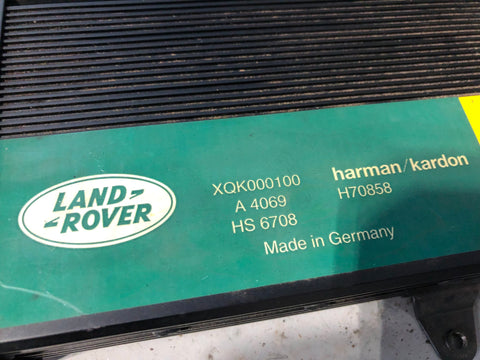 LAND-
-ROVER
XQK000100
A 4069
HS 6708
harman/kardon
H70858
Made in Germany